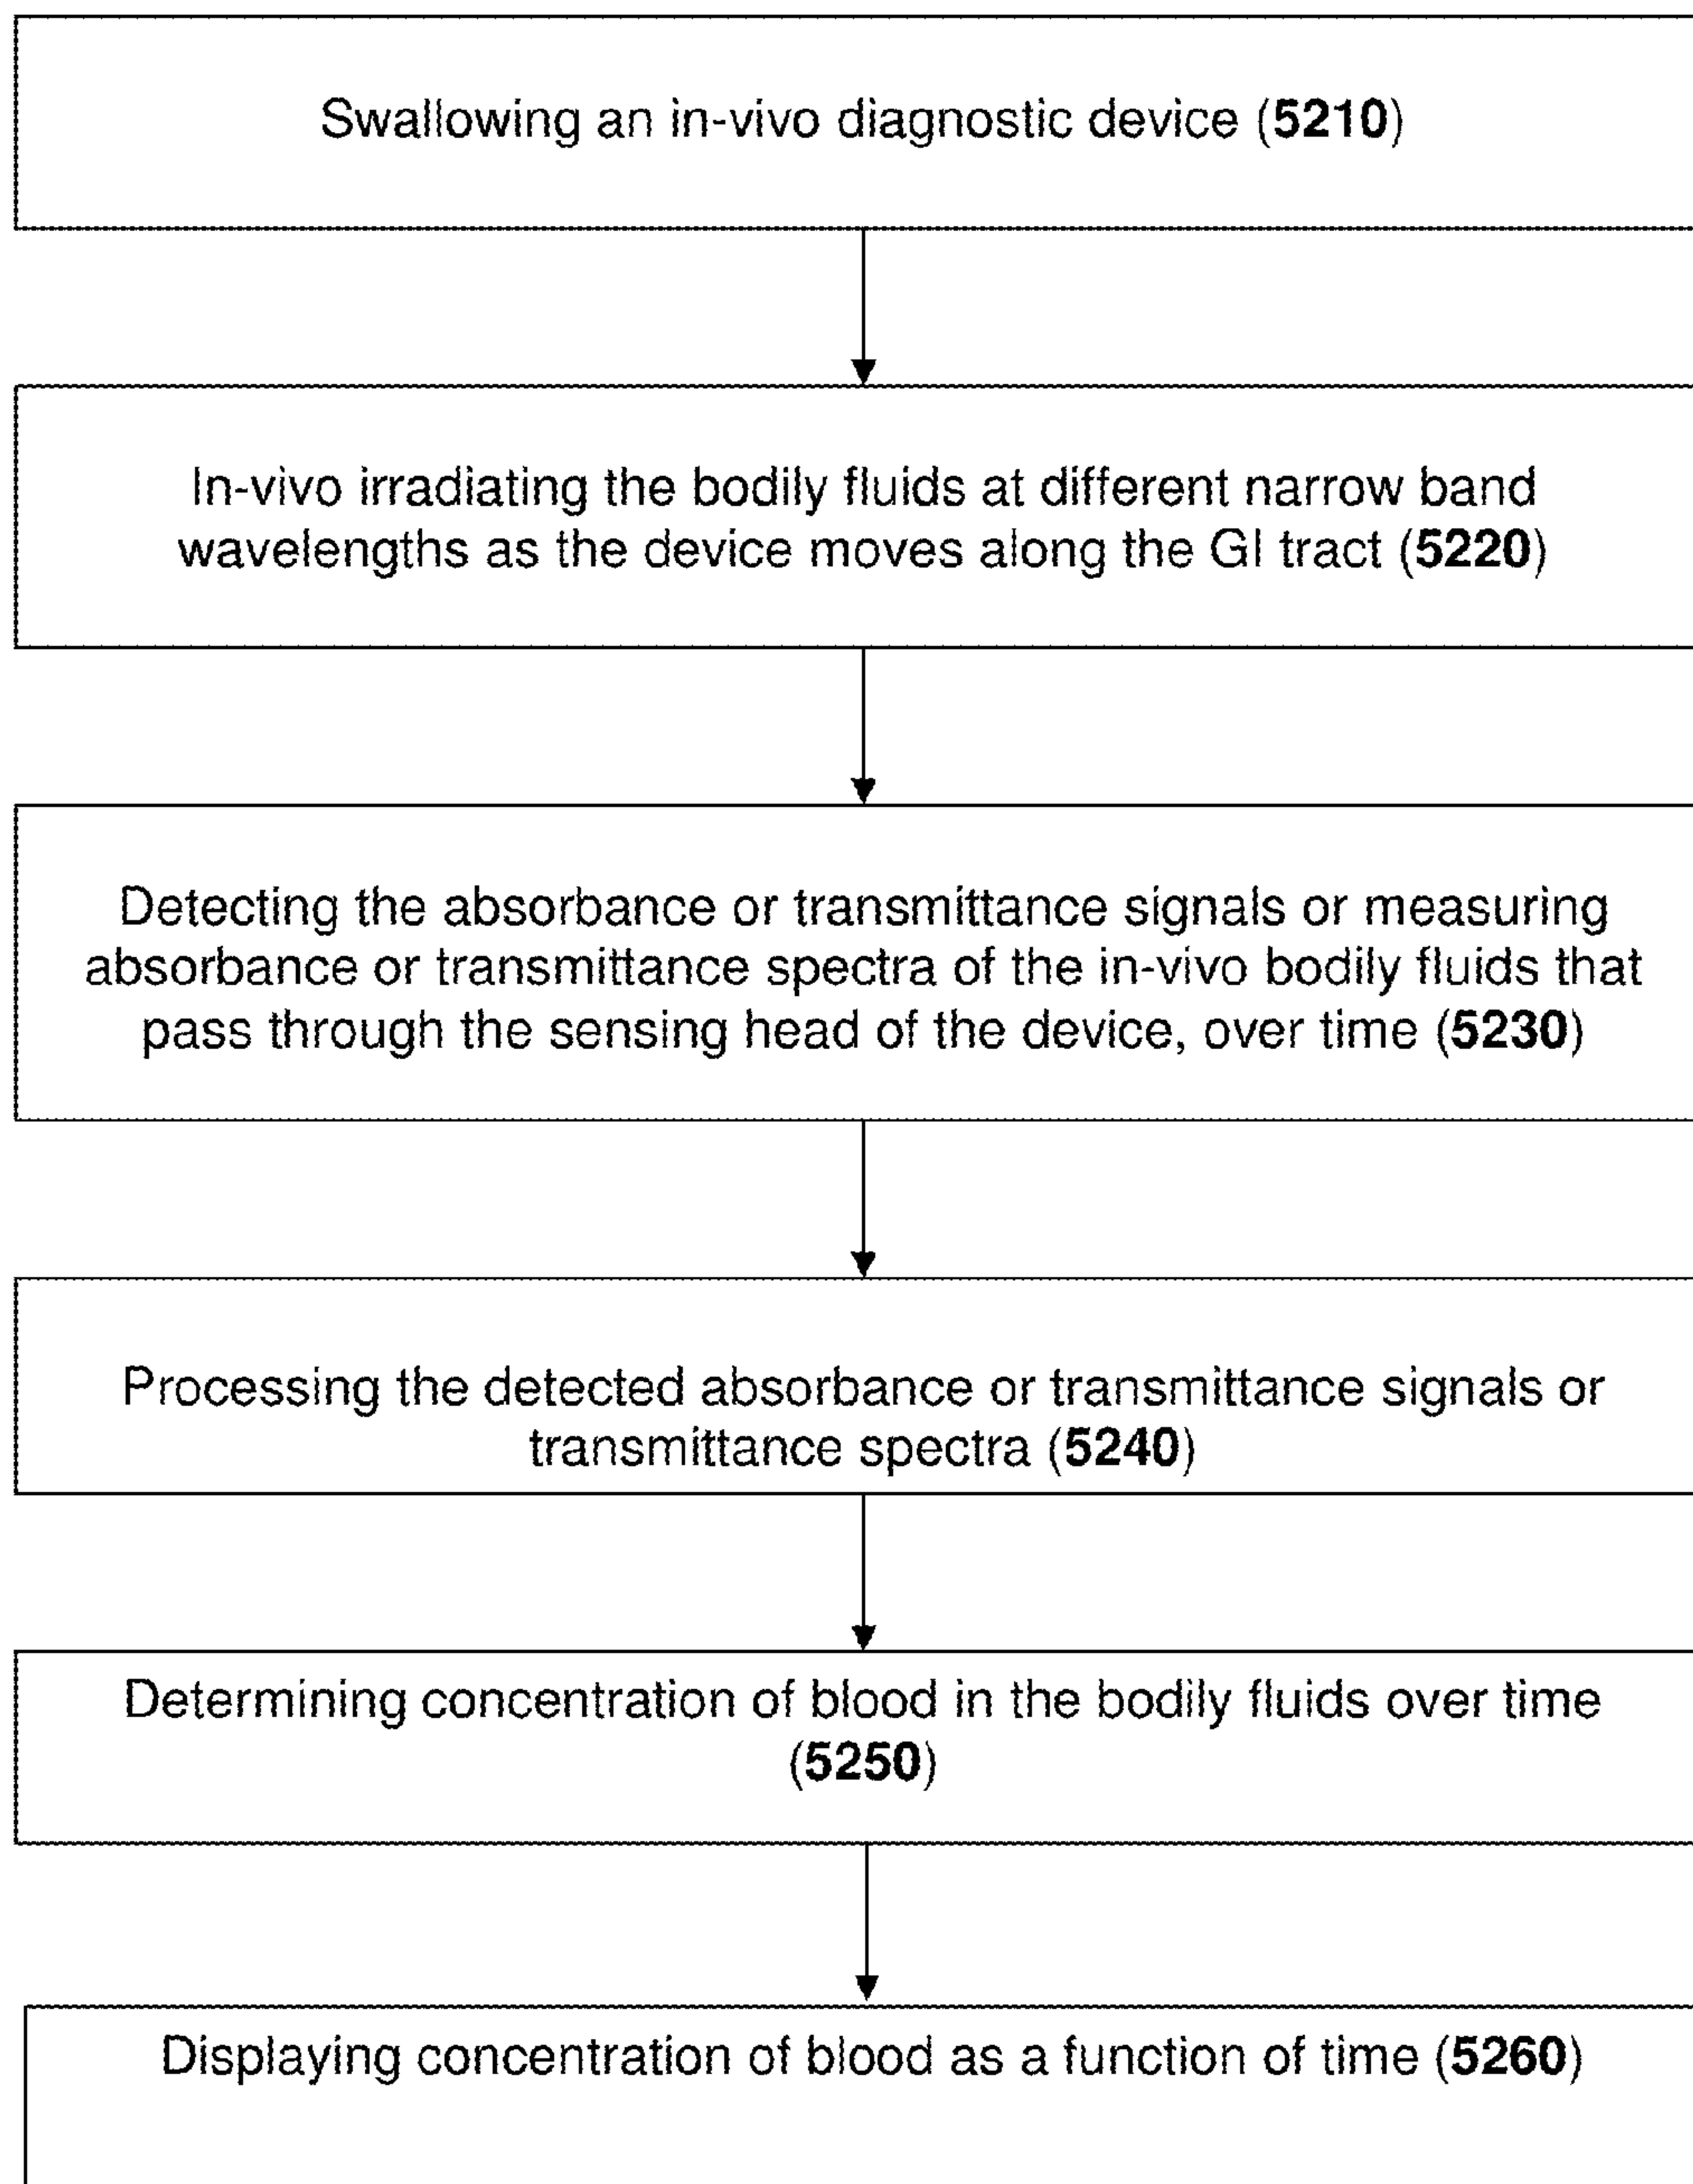 Swallowing an in-vivo diagnostic device (5210)
In-vivo irradiating the bodily fluids at different narrow band
wavelengths as the device moves along the GI tract (5220)
Detecting the absorbance or transmittance signals or measuring
absorbance or transmittance spectra of the in-vivo bodily fluids that
pass through the sensing head of the device, over time (5230)
Processing the detected absorbance or transmittance signals or
transmittance spectra (5240)
Determining concentration of blood in the bodily fluids over time
(5250)
Displaying concentration of blood as a function of time (5260)